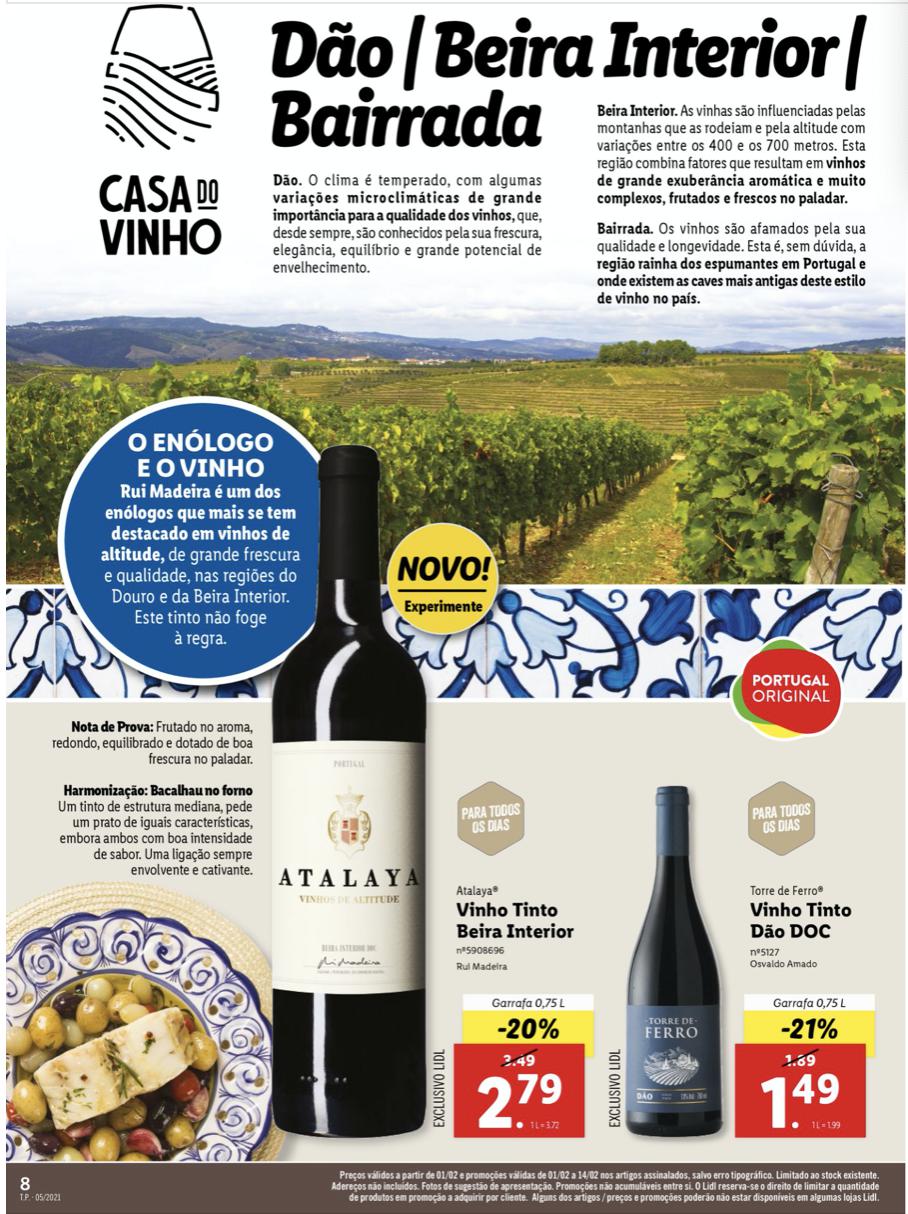 CASA DO
VINHO
Dão / Beira Interior /
Bairrada
Dão. O clima é temperado, com algumas
variações microclimáticas de grande
importância para a qualidade dos vinhos, que,
desde sempre, são conhecidos pela sua frescura,
elegância, equilíbrio e grande potencial de
envelhecimento.
Beira Interior. As vinhas são influenciadas pelas
montanhas que as rodeiam e pela altitude com
variações entre os 400 e os 700 metros. Esta
região combina fatores que resultam em vinhos
de grande exuberância aromática e muito
complexos, frutados e frescos no paladar.
Bairrada. Os vinhos são afamados pela sua
qualidade e longevidade. Esta é, sem dúvida, a
região rainha dos espumantes em Portugal e
onde existem as caves mais antigas deste estilo
de vinho no país.
O ENÓLOGO
E O VINHO
Rui Madeira é um dos
enólogos que mais se tem
destacado em vinhos de
altitude, de grande frescura
e qualidade, nas regiões do
Douro e da Beira Interior.
Este tinto não foge
à regra.
NOVO!
Experimente
PORTUGAL
ORIGINAL
Nota de Prova: Frutado no aroma,
redondo, equilibrado e dotado de boa
frescura no paladar.
Harmonização: Bacalhau no forno
Um tinto de estrutura mediana, pede
um prato de iguais características,
embora ambos com boa intensidade
de sabor. Uma ligação sempre
envolvente e cativante.
PORTUGAL
ATALAYA
VINHOS DE ALTITUDE
BEIRA INTERIOR DOC
Rui Madeira
PARA TODOS
OS DIAS
Atalaya®
Vinho Tinto
Beira Interior
nº5908696
Rui Madeira
Garrafa 0,75 L
-20%
3.49
2.79
1 L = 3.72
EXCLUSIVO LIDL
TORRE DE
FERRO
DÃO
PARA TODOS
OS DIAS
Torre de Ferro®
Vinho Tinto
Dão DOC
nº5127
Osvaldo Amado
Garrafa 0,75 L
-21%
1.89
1.49
1 L = 1.99
EXCLUSIVO LIDL
8
T.P. - 05/2021
Preços válidos a partir de 01/02 e promoções válidas de 01/02 a 14/02 nos artigos assinalados, salvo erro tipográfico. Limitado ao stock existente.
Adereços não incluídos. Fotos de sugestão de apresentação. Promoções não acumuláveis entre si. O Lidl reserva-se o direito de limitar a quantidade
de produtos em promoção a adquirir por cliente. Alguns dos artigos / preços e promoções poderão não estar disponíveis em algumas lojas Lidl.